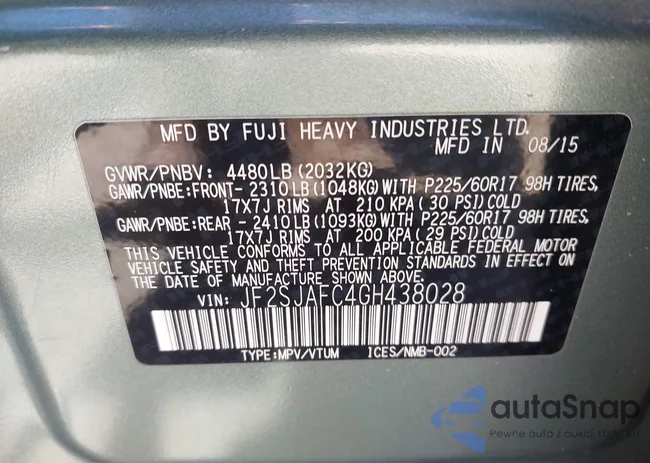 MFD BY FUJI HEAVY INDUSTRIES LTD.
MFD IN 08/15
GVWR/PNBV: 4480LB (2032KG)
GAWR/PNBE:FRONT-2310LB(1048KG)WITH P225/60R17 98H TIRES,
17X7J RIMS AT 210 KPA (30 PSI)COLD
GAWR/PNBE:REAR -2410LB(1093KG)WITH P225/60R17 98H TIRES,
17X7J RIMS AT 200 KPA (29 PSI)COLD
THIS VEHICLE CONFORMS TO ALL APPLICABLE FEDERAL MOTOR
VEHICLE SAFETY AND THEFT PREVENTION STANDARDS IN EFFECT ON
THE DATE OF MANUFACTURE SHOWN ABOVE.
VIN: JF2SJAFC4GH438028
TYPE:MPV/VTUM ICES/NMB-002
autaSnap
Pewne auta z aukcji U